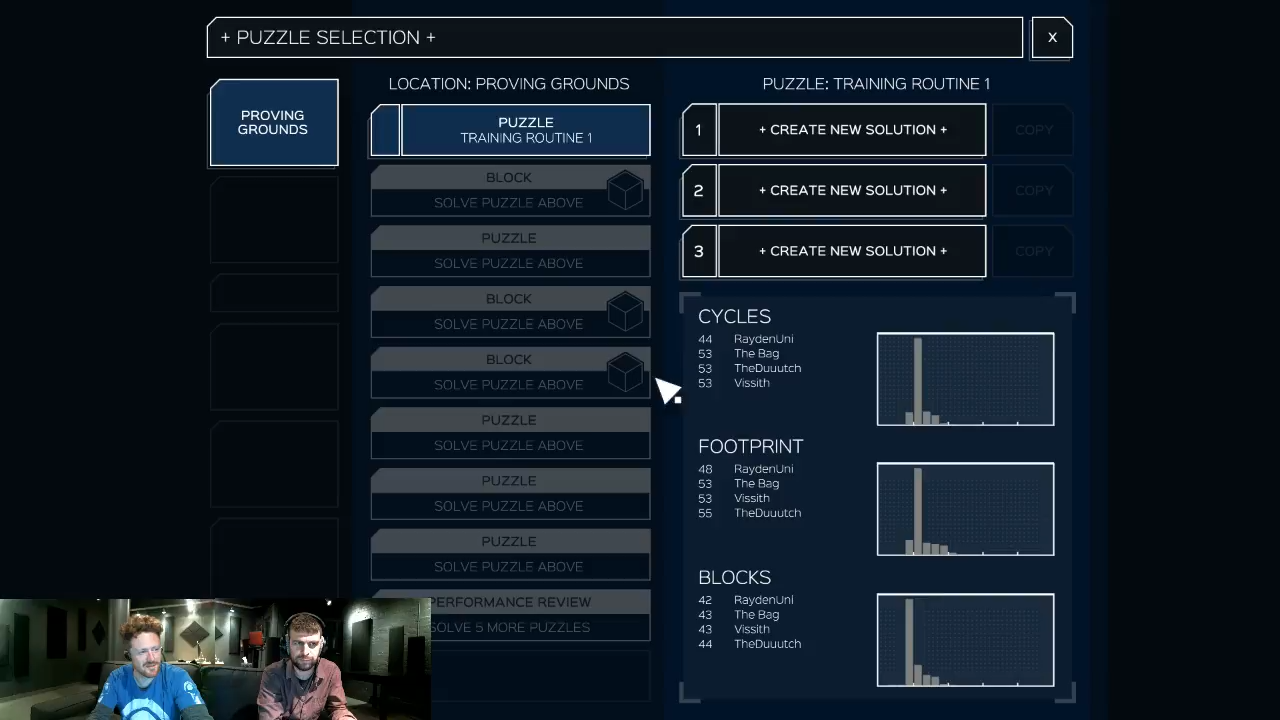 + PUZZLE SELECTION +
X
PROVING
GROUNDS
LOCATION: PROVING GROUNDS
PUZZLE
TRAINING ROUTINE 1
BLOCK
SOLVE PUZZLE ABOVE
PUZZLE
SOLVE PUZZLE ABOVE
BLOCK
SOLVE PUZZLE ABOVE
BLOCK
SOLVE PUZZLE ABOVE
PUZZLE
SOLVE PUZZLE ABOVE
PUZZLE
SOLVE PUZZLE ABOVE
PUZZLE
SOLVE PUZZLE ABOVE
PERFORMANCE REVIEW
SOLVE 5 MORE PUZZLES
PUZZLE: TRAINING ROUTINE 1
1 + CREATE NEW SOLUTION + COPY
2 + CREATE NEW SOLUTION + COPY
3 + CREATE NEW SOLUTION + COPY
CYCLES
44 RaydenUni
53 The Bag
53 TheDuuutch
53 Vissith
FOOTPRINT
48 RaydenUni
53 The Bag
53 Vissith
55 TheDuuutch
BLOCKS
42 RaydenUni
43 The Bag
43 Vissith
44 TheDuuutch